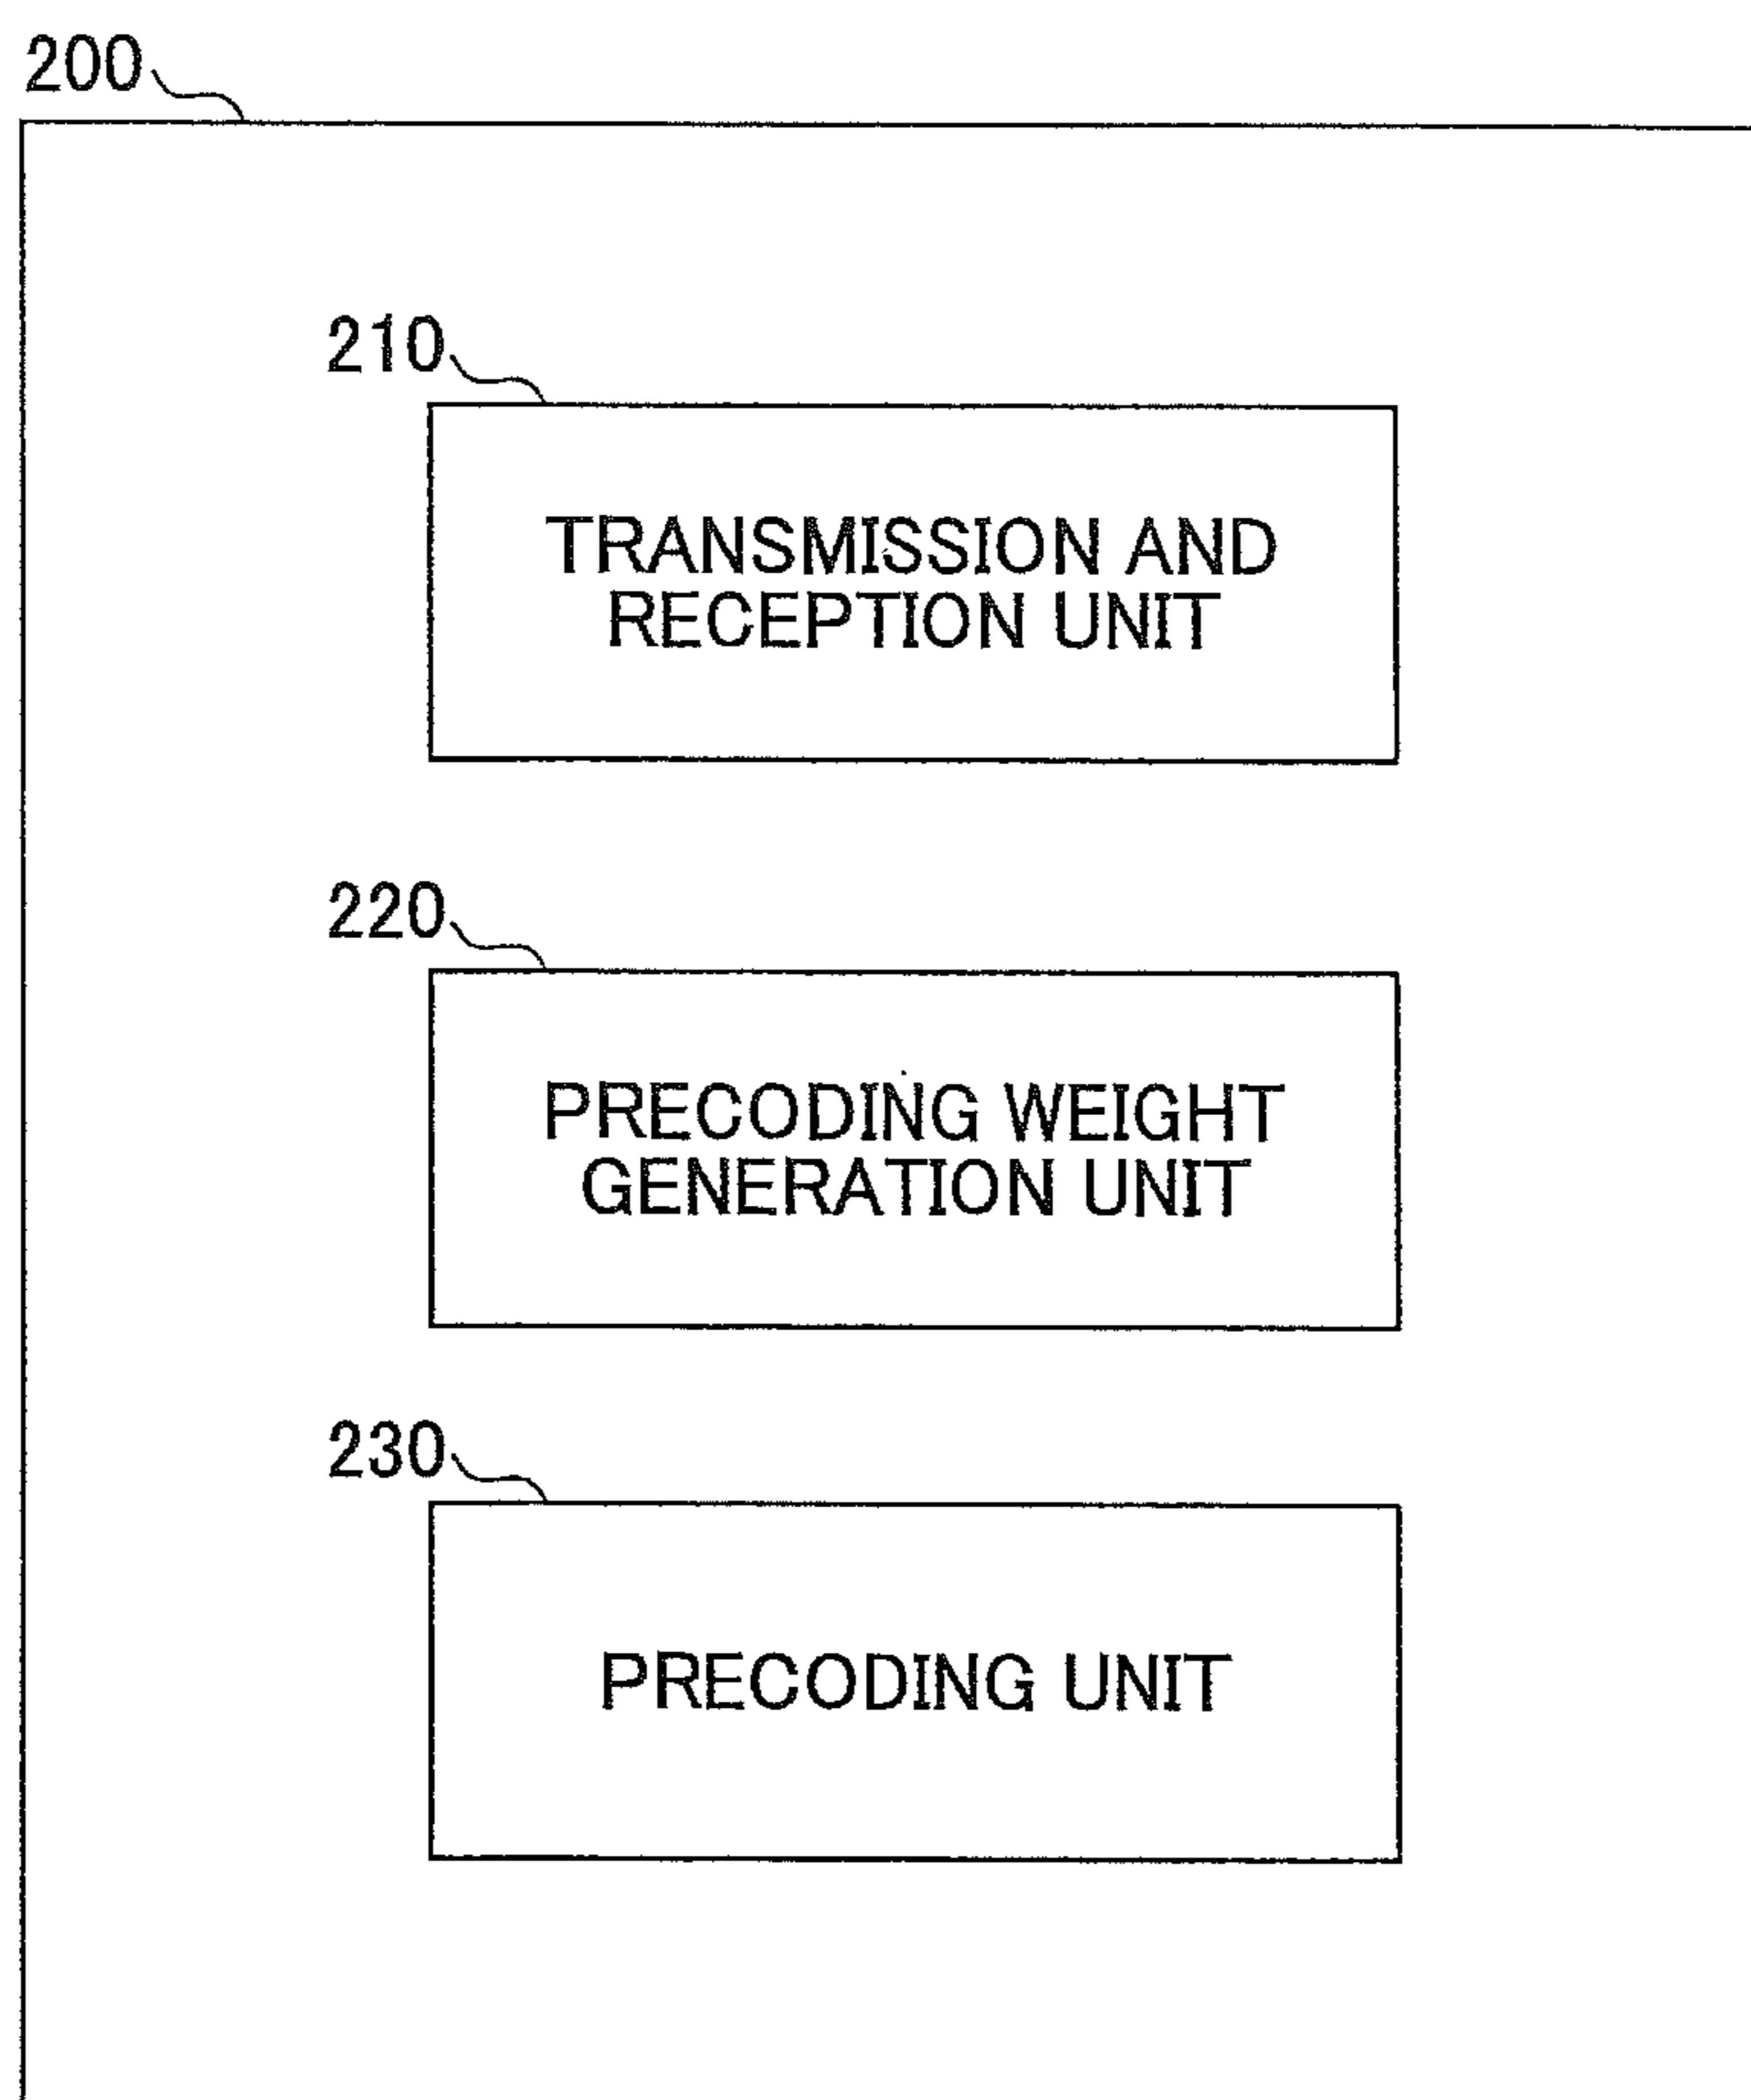 200
210
TRANSMISSION AND
RECEPTION UNIT
220
PRECODING WEIGHT
GENERATION UNIT
230
PRECODING UNIT